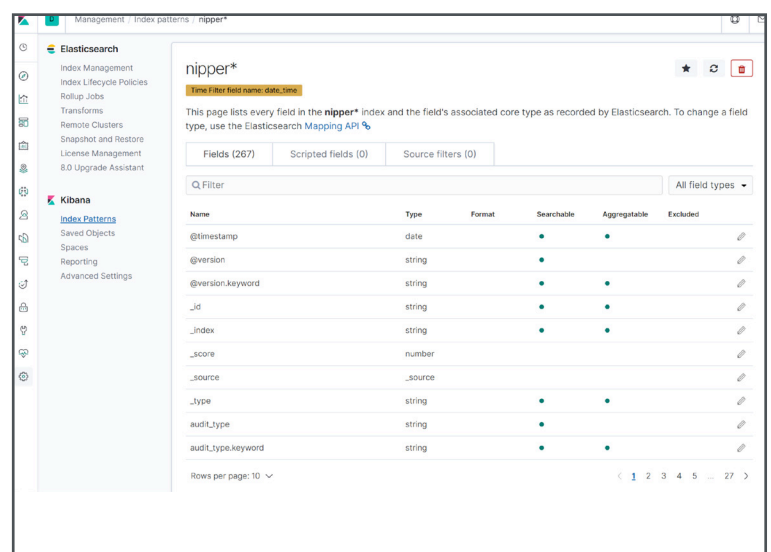 Management / Index patterns / nipper*
Elasticsearch
Index Management
Index Lifecycle Policies
Rollup Jobs
Transforms
Remote Clusters
Snapshot and Restore
License Management
8.0 Upgrade Assistant
Kibana
Index Patterns
Saved Objects
Spaces
Reporting
Advanced Settings
nipper*
Time Filter field name: date_time
This page lists every field in the nipper* index and the field's associated core type as recorded by Elasticsearch. To change a field
type, use the Elasticsearch Mapping API
Fields (267) Scripted fields (0) Source filters (0)
Filter All field types
Name Type Format Searchable Aggregatable Excluded
@timestamp date
@version string
@version.keyword string
_id string
_index string
_score number
_source _source
_type string
audit_type string
audit_type.keyword string
Rows per page: 10 < 1 2 3 4 5 ... 27 >